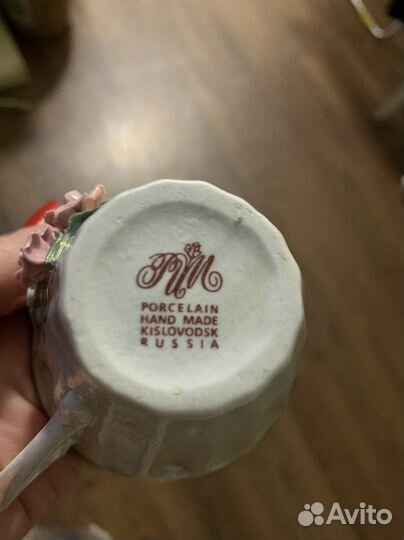 PORCELAIN
HAND MADE
KISLOVODSK
RUSSIA
Avito